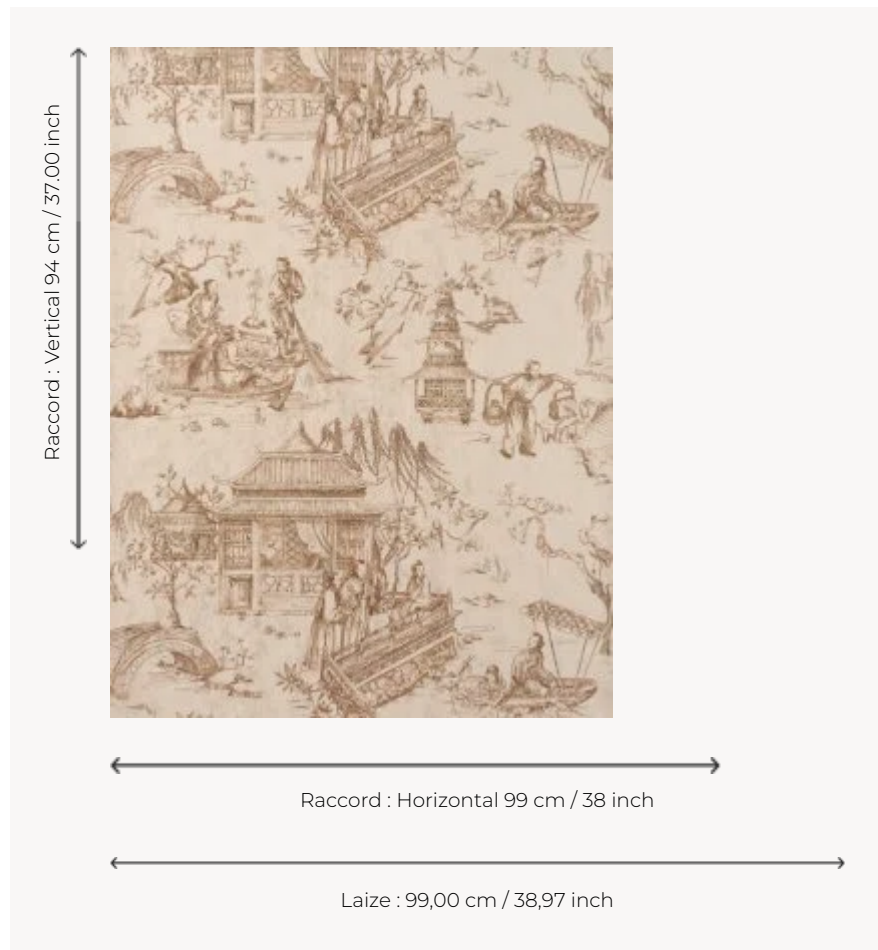 Raccord : Vertical 94 cm / 37.00 inch
Raccord : Horizontal 99 cm / 38 inch
Laize : 99,00 cm / 38,97 inch